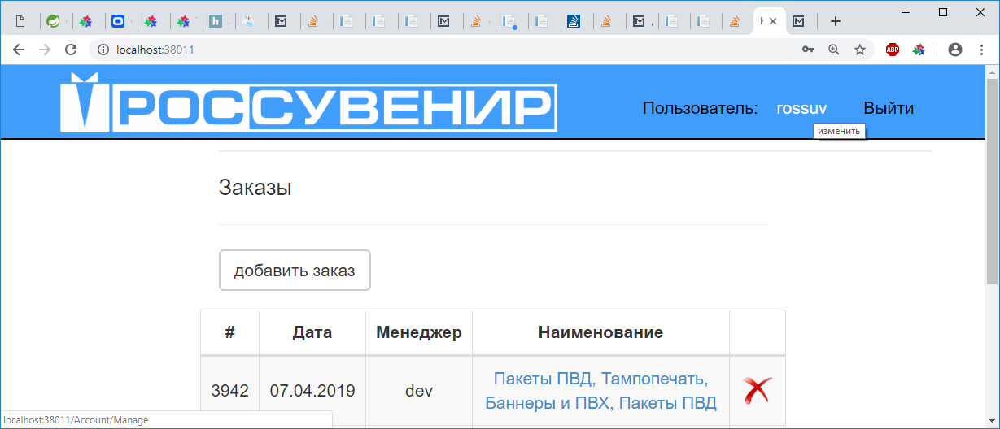 localhost:38011
ABP
РОССУВЕНИР
Пользователь: rossuv Выйти
изменить
Заказы
добавить заказ
# Дата Менеджер Наименование
3942 07.04.2019 dev Пакеты ПВД, Тампопечать,
Баннеры и ПВХ, Пакеты ПВД
localhost:38011/Account/Manage